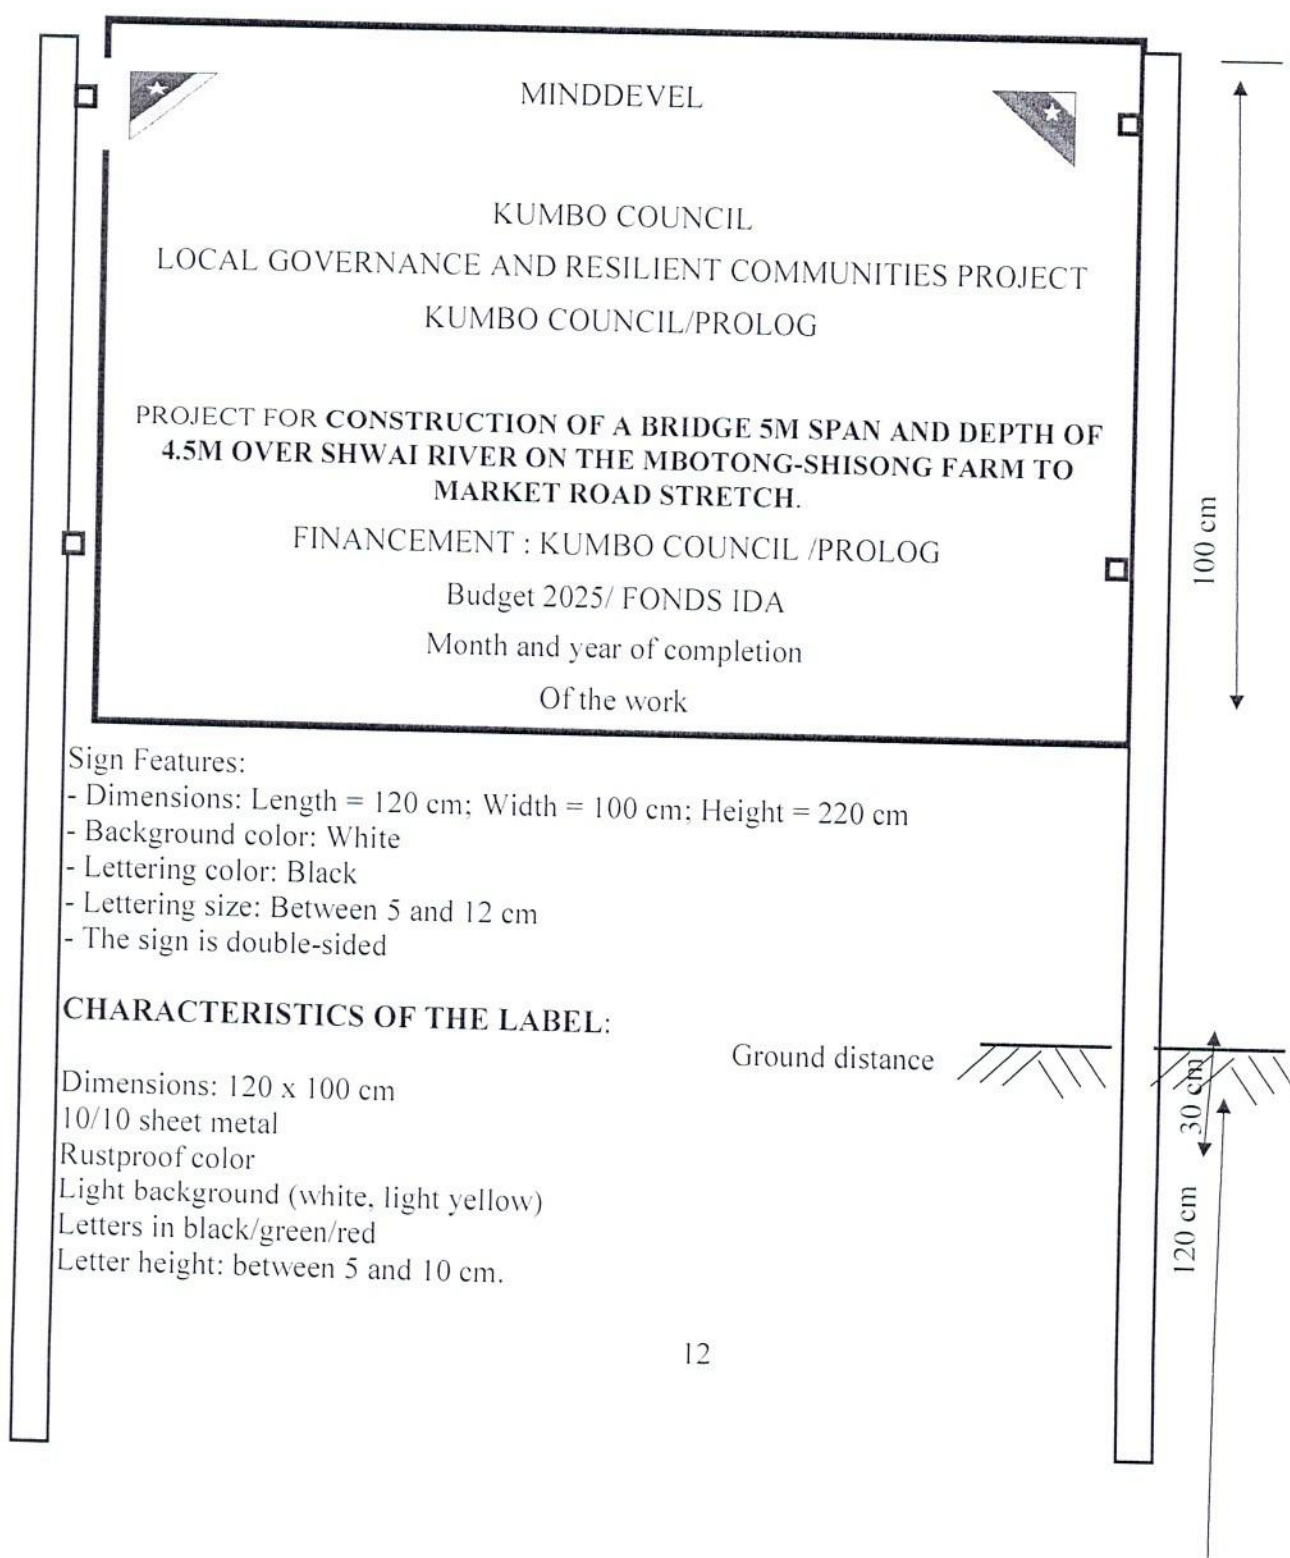 MINDDEVEL
KUMBO COUNCIL
LOCAL GOVERNANCE AND RESILIENT COMMUNITIES PROJECT
KUMBO COUNCIL/PROLOG
PROJECT FOR CONSTRUCTION OF A BRIDGE 5M SPAN AND DEPTH OF
4.5M OVER SHWAI RIVER ON THE MBOTONG-SHISONG FARM TO
MARKET ROAD STRETCH.
FINANCEMENT : KUMBO COUNCIL /PROLOG
Budget 2025/ FONDS IDA
Month and year of completion
Of the work
100 cm
Sign Features:
- Dimensions: Length = 120 cm; Width = 100 cm; Height = 220 cm
- Background color: White
- Lettering color: Black
- Lettering size: Between 5 and 12 cm
- The sign is double-sided
CHARACTERISTICS OF THE LABEL:
Ground distance
Dimensions: 120 x 100 cm
10/10 sheet metal
Rustproof color
Light background (white, light yellow)
Letters in black/green/red
Letter height: between 5 and 10 cm.
30 cm
120 cm
12